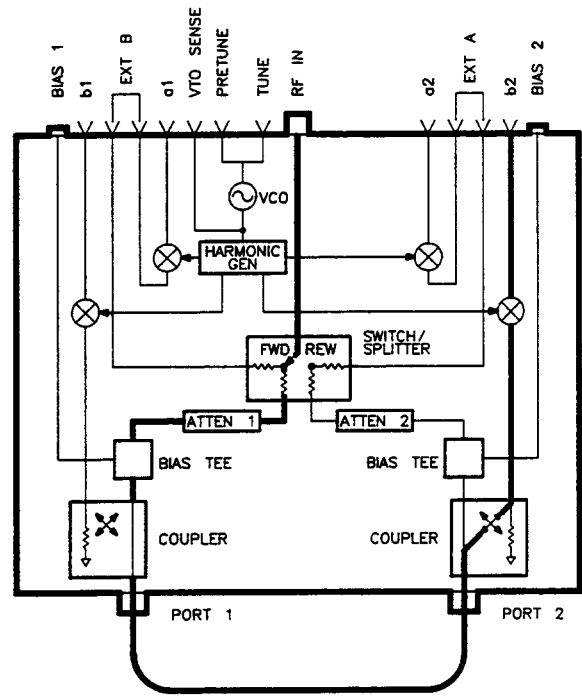 BIAS 1
b1
EXT B
a1
VTO SENSE
PRETUNE
TUNE
RF IN
a2
EXT A
b2
BIAS 2
VCO
HARMONIC
GEN
SWITCH/
SPLITTER
FWD REW
ATTEN 1
ATTEN 2
BIAS TEE
BIAS TEE
COUPLER
COUPLER
PORT 1
PORT 2